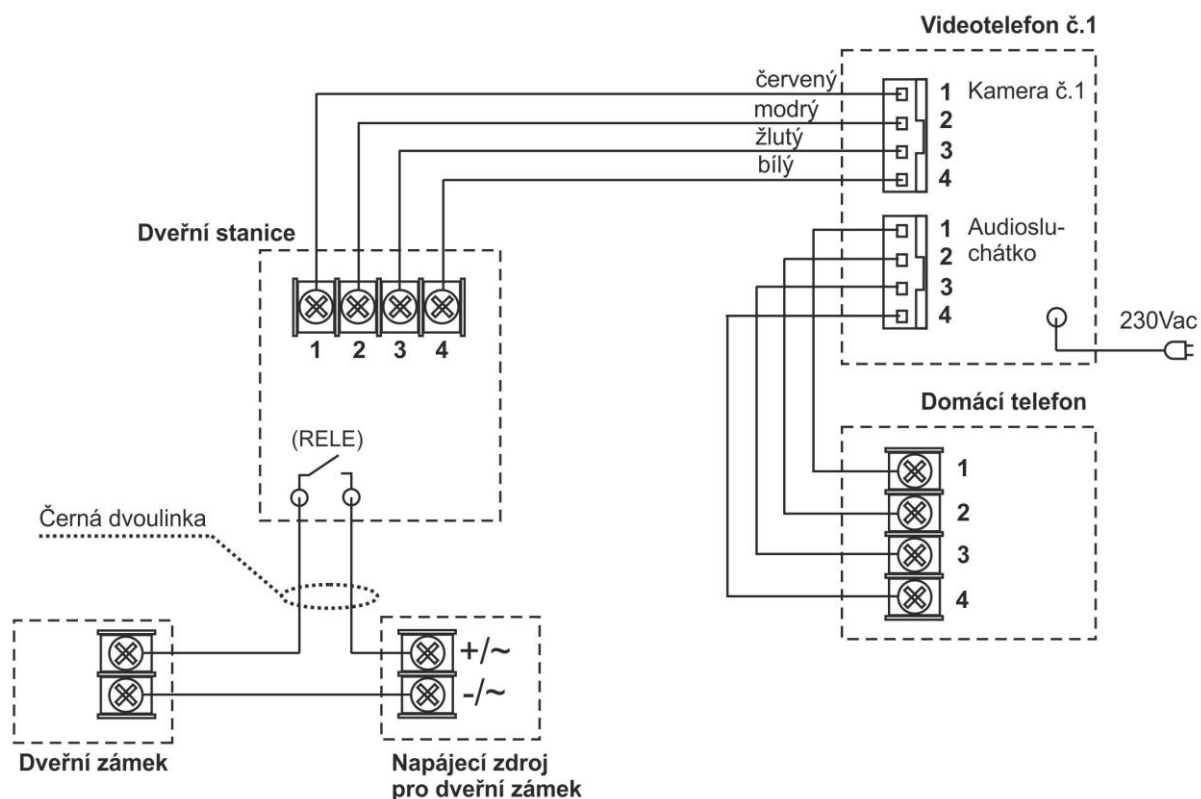 Videotelefon č.1
červený
modrý
žlutý
bílý
1 Kamera č.1
2
3
4
1 Audioslu-
2 chátko
3
4
230Vac
Dveřní stanice
1 2 3 4
(RELE)
Černá dvoulinka
Domácí telefon
1
2
3
4
+/~
-/~
Dveřní zámek
Napájecí zdroj
pro dveřní zámek